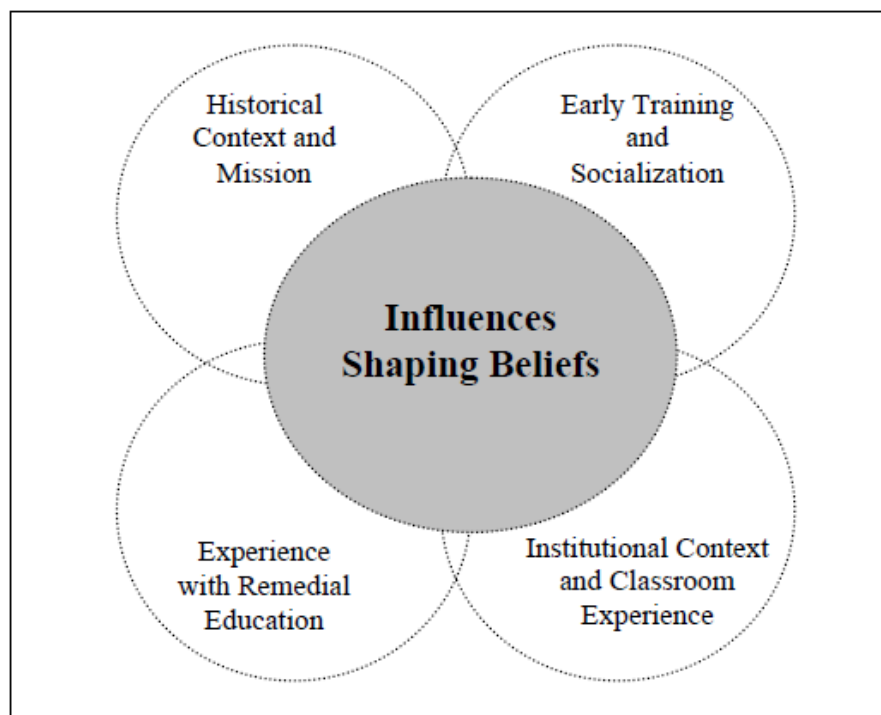 Historical
Context and
Mission
Early Training
and
Socialization
Influences
Shaping Beliefs
Experience
with Remedial
Education
Institutional Context
and Classroom
Experience